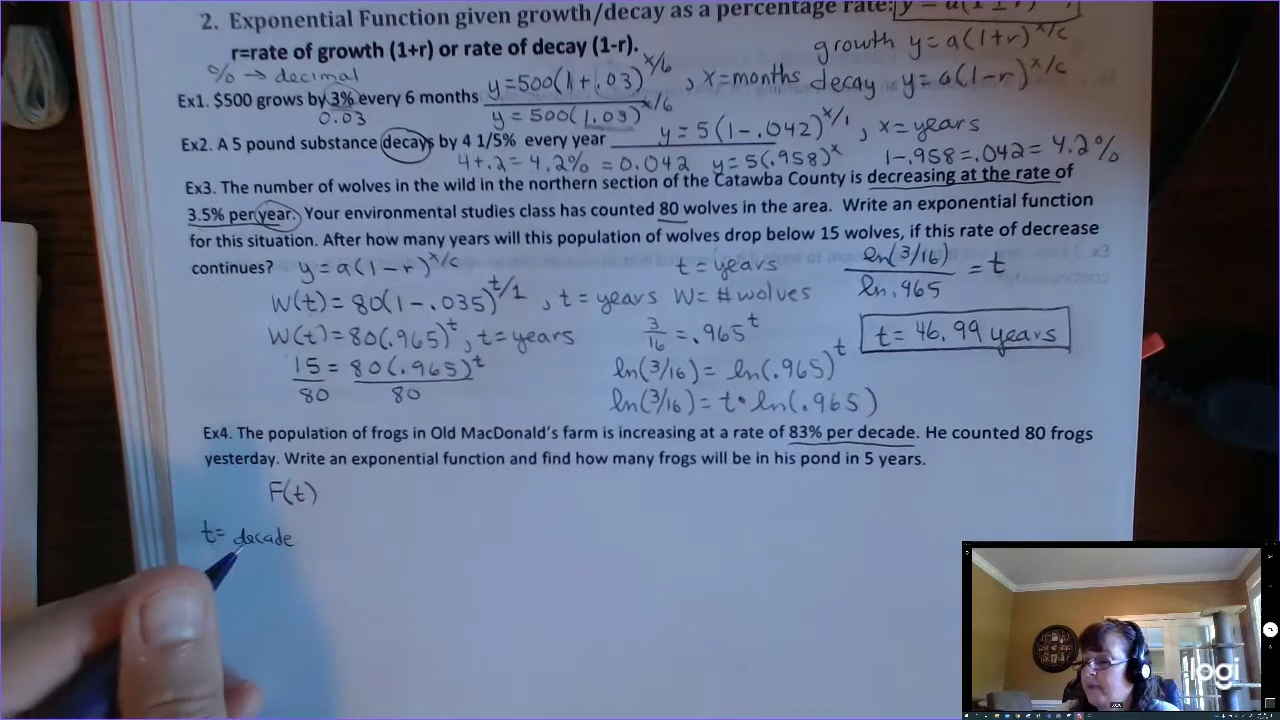 2. Exponential Function given growth/decay as a percentage rate:
r=rate of growth (1+r) or rate of decay (1-r).
growth y = a(1+r)^x/c
% → decimal
y=500(1+.03)^x/6, x=months
decay y=a(1-r)^x/c
Ex1. $500 grows by 3% every 6 months
0.03
y = 500(1.03)^x/6
y=5(1-.042)^x/1, x=years
Ex2. A 5 pound substance decays by 4 1/5% every year
4+.2=4.2% =0.042 y=5(.958)^x 1-.958=.042=4.2%
Ex3. The number of wolves in the wild in the northern section of the Catawba County is decreasing at the rate of
3.5% per year. Your environmental studies class has counted 80 wolves in the area. Write an exponential function
for this situation. After how many years will this population of wolves drop below 15 wolves, if this rate of decrease
continues? y=a(1-r)^x/c
t=years
ln(3/16)/ln.965 = t
W(t)=80(1-.035)^t/1, t=years W=#wolves
W(t)=80(.965)^t, t=years
3/16=.965^t
t=46.99 years
15/80 = 80(.965)^t/80
ln(3/16)=ln(.965)^t
ln(3/16)=t·ln(.965)
Ex4. The population of frogs in Old MacDonald's farm is increasing at a rate of 83% per decade. He counted 80 frogs
yesterday. Write an exponential function and find how many frogs will be in his pond in 5 years.
F(t)
t= decade
logi